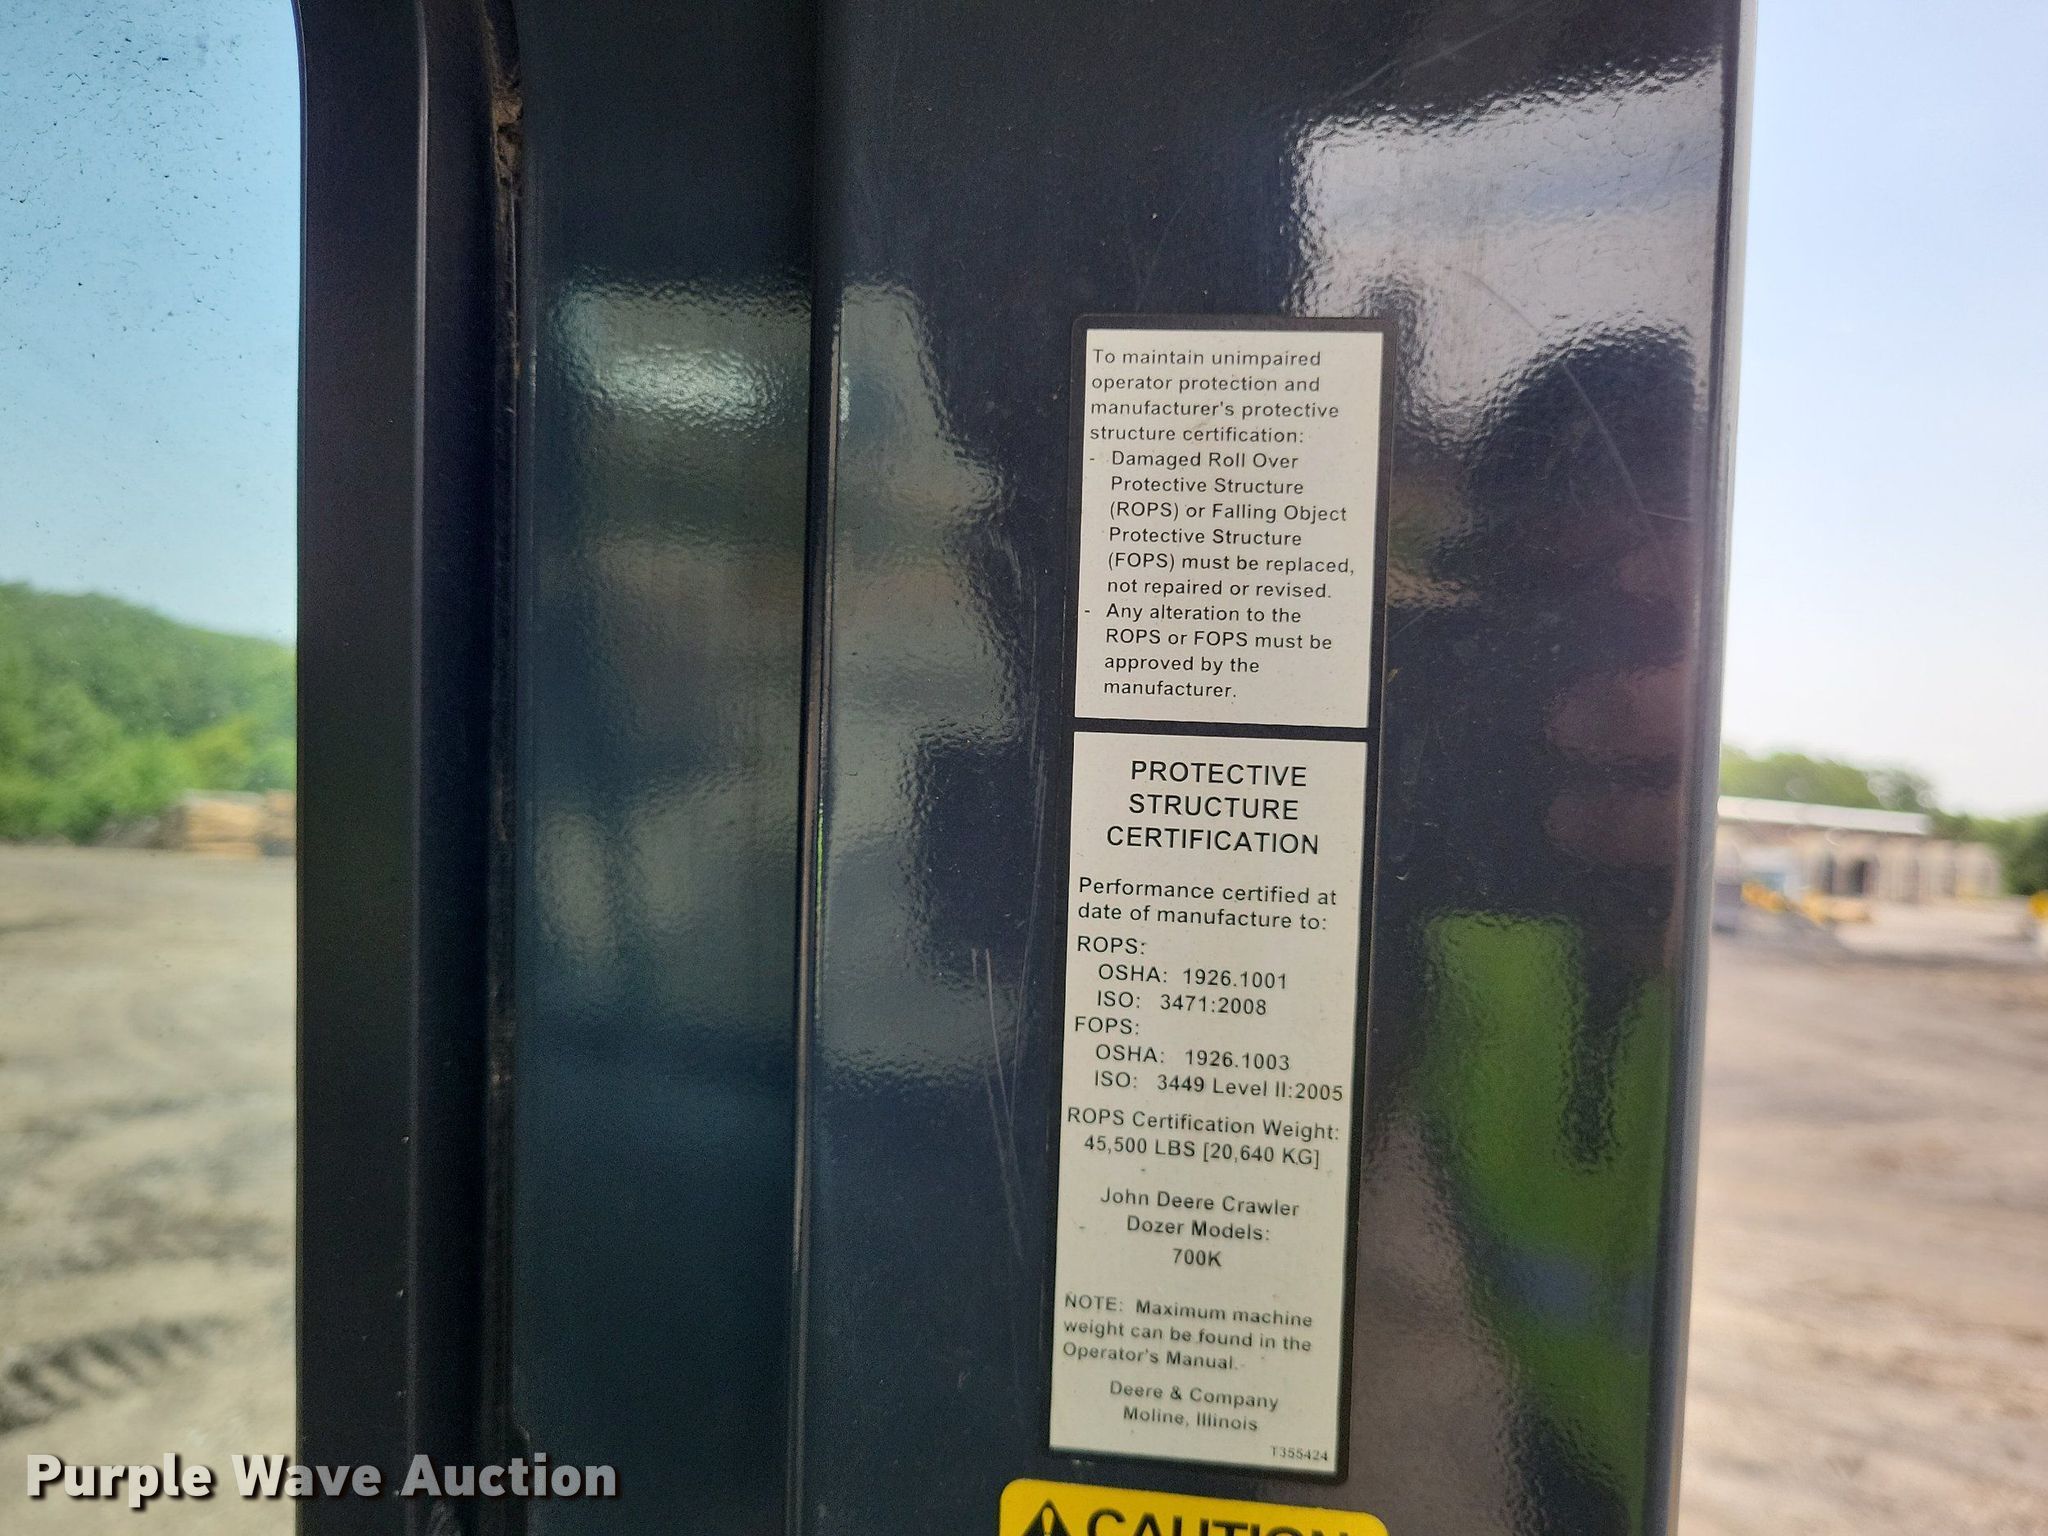 To maintain unimpaired
operator protection and
manufacturer's protective
structure certification:
- Damaged Roll Over
Protective Structure
(ROPS) or Falling Object
Protective Structure
(FOPS) must be replaced,
not repaired or revised.
- Any alteration to the
ROPS or FOPS must be
approved by the
manufacturer.
PROTECTIVE
STRUCTURE
CERTIFICATION
Performance certified at
date of manufacture to:
ROPS:
OSHA: 1926.1001
ISO: 3471:2008
FOPS:
OSHA: 1926.1003
ISO: 3449 Level II:2005
ROPS Certification Weight:
45,500 LBS [20,640 KG]
John Deere Crawler
Dozer Models:
700K
NOTE: Maximum machine
weight can be found in the
Operator's Manual.
Deere & Company
Moline, Illinois
T355424
CAUTION
Purple Wave Auction